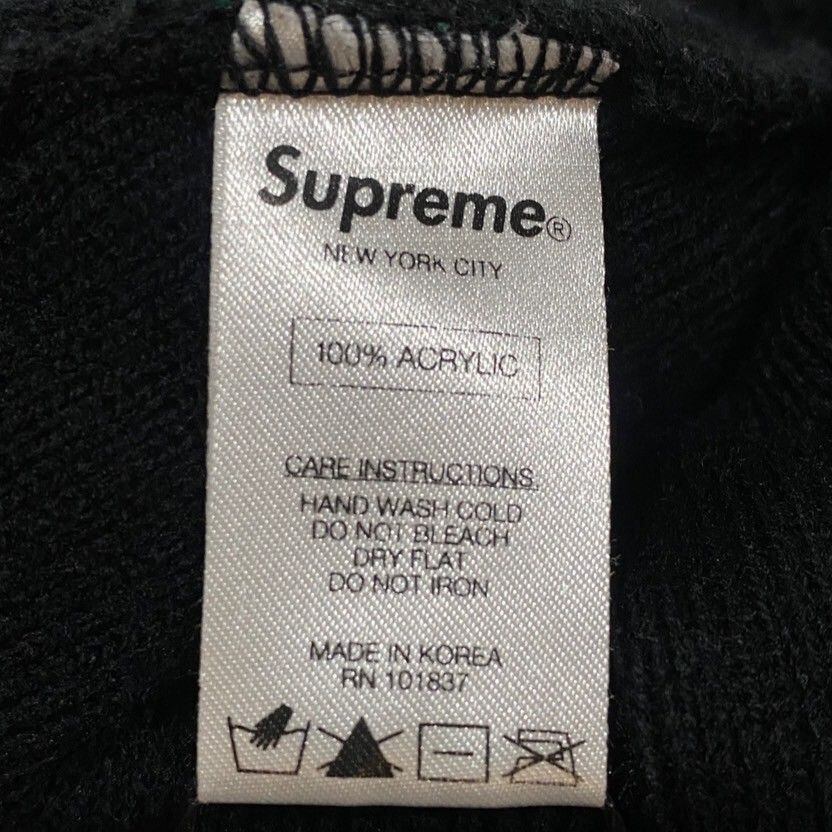 Supreme®
NEW YORK CITY
100% ACRYLIC
CARE INSTRUCTIONS
HAND WASH COLD
DO NOT BLEACH
DRY FLAT
DO NOT IRON
MADE IN KOREA
RN 101837